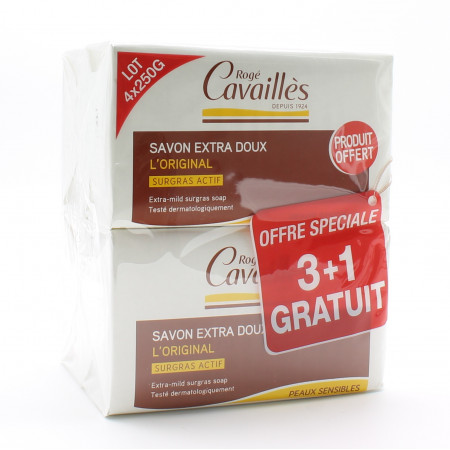 LOT
4x250G
Rogé
Cavaillès
DEPUIS 1924
SAVON EXTRA DOUX
L'ORIGINAL
SURGRAS ACTIF
Extra-mild surgras soap
Testé dermatologiquement
PRODUIT
OFFERT
OFFRE SPECIALE
3+1
GRATUIT
Rogé
Cavaill
SAVON EXTRA DOUX
L'ORIGINAL
SURGRAS ACTIF
Extra-mild surgras soap
Testé dermatologiquement
PEAUX SENSIBLES